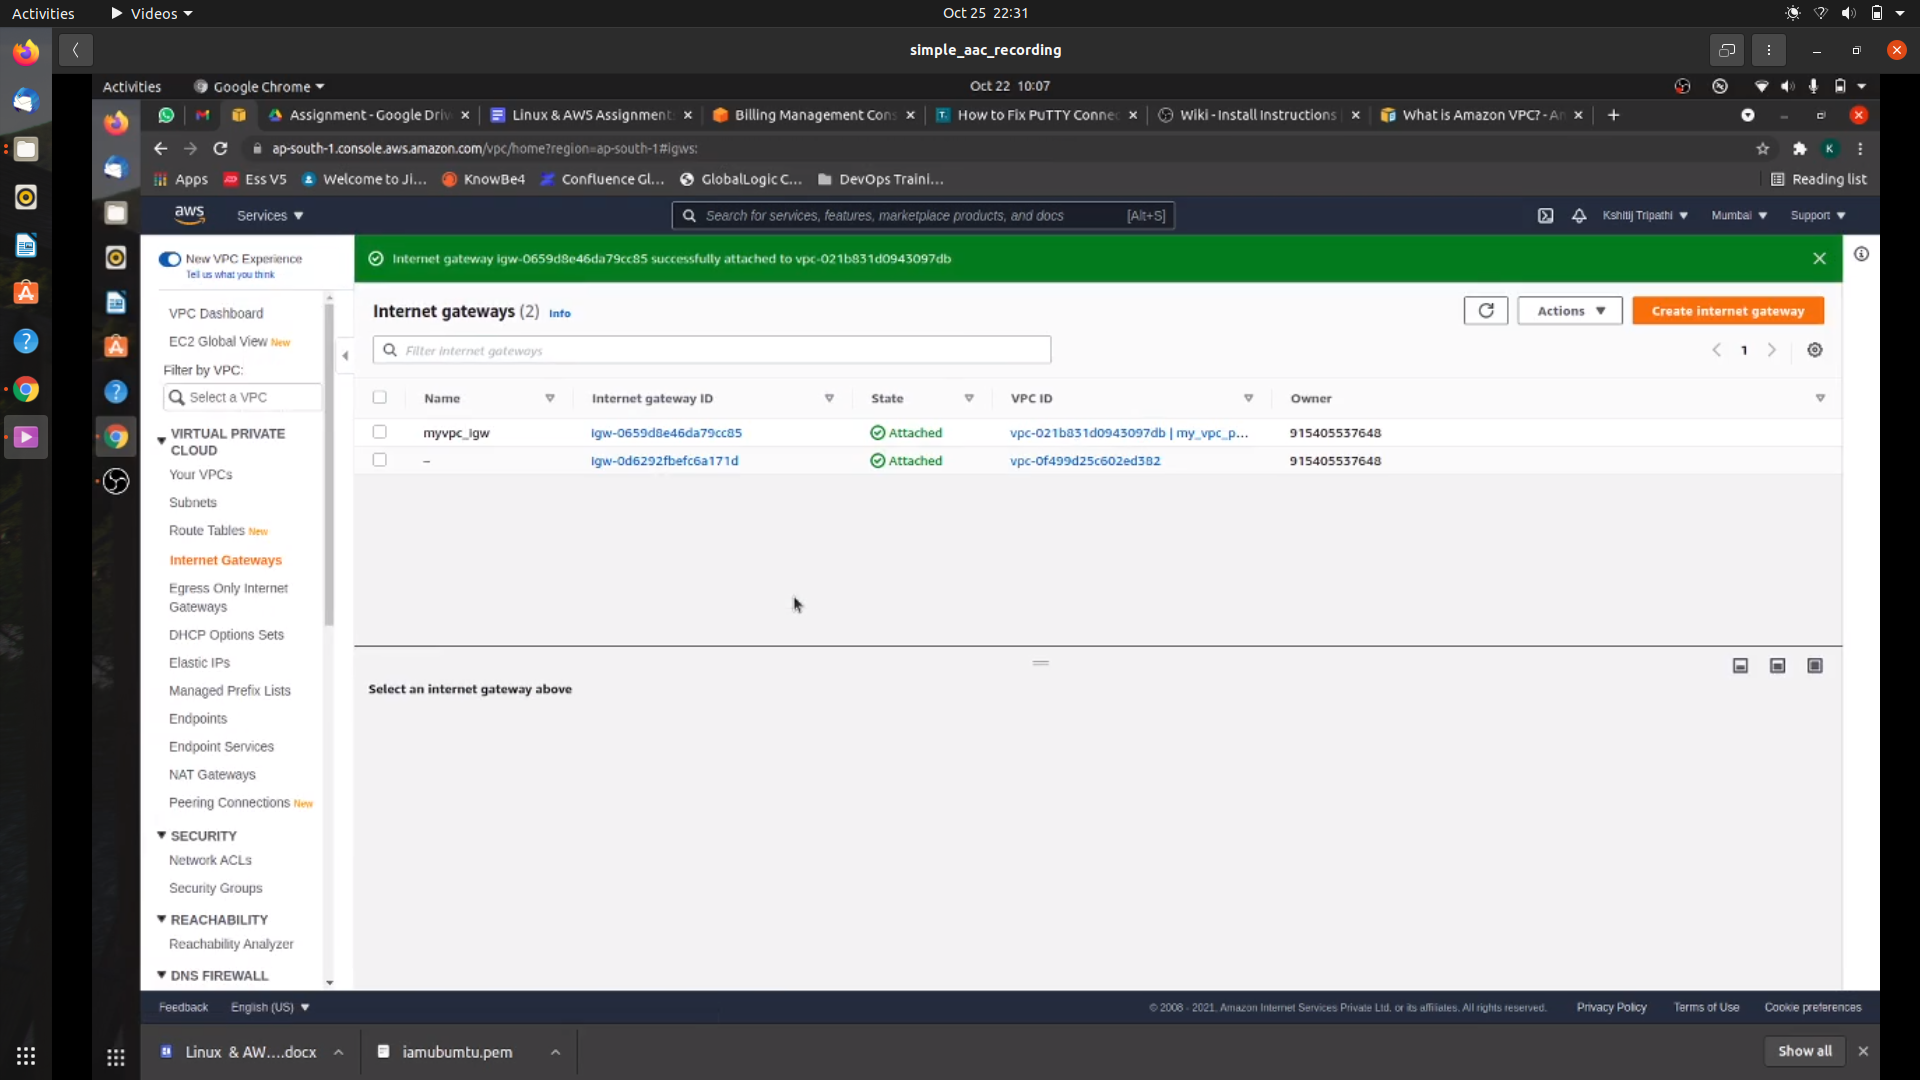 Activities
Videos
Oct 25 22:31
simple_aac_recording
Activities
Google Chrome
Oct 22 10:07
Assignment - Google Driv
Linux & AWS Assignment
Billing Management Cons
How to Fix PuTTY Connec
Wiki - Install Instructions
What is Amazon VPC? - Am
ap-south-1.console.aws.amazon.com/vpc/home?region=ap-south-1#igws:
K
Apps
Ess V5
Welcome to Ji...
KnowBe4
Confluence Gl...
GlobalLogic C...
DevOps Traini...
Reading list
aws
Services
Search for services, features, marketplace products, and docs
[Alt+S]
Kshitij Tripathi
Mumbai
Support
New VPC Experience
Tell us what you think
Internet gateway igw-0659d8e46da79cc85 successfully attached to vpc-021b831d0943097db
VPC Dashboard
EC2 Global View New
Filter by VPC:
Select a VPC
VIRTUAL PRIVATE
CLOUD
Your VPCs
Subnets
Route Tables New
Internet Gateways
Egress Only Internet
Gateways
DHCP Options Sets
Elastic IPs
Managed Prefix Lists
Endpoints
Endpoint Services
NAT Gateways
Peering Connections New
SECURITY
Network ACLs
Security Groups
REACHABILITY
Reachability Analyzer
DNS FIREWALL
Internet gateways (2) Info
Actions
Create internet gateway
Filter internet gateways
1
Name
Internet gateway ID
State
VPC ID
Owner
myvpc_igw
igw-0659d8e46da79cc85
Attached
vpc-021b831d0943097db | my_vpc_p...
915405537648
–
igw-0d6292fbefc6a171d
Attached
vpc-0f499d25c602ed382
915405537648
Select an internet gateway above
Feedback
English (US)
© 2008 - 2021, Amazon Internet Services Private Ltd. or its affiliates. All rights reserved.
Privacy Policy
Terms of Use
Cookie preferences
Linux & AW....docx
iamubumtu.pem
Show all